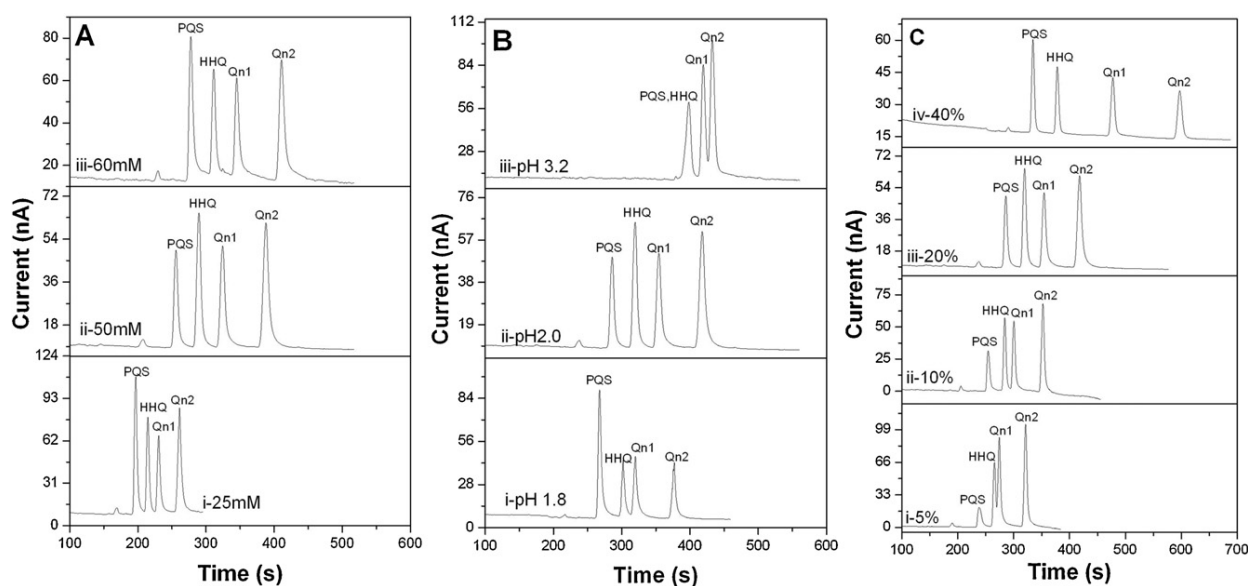 A
80
60
40
20
PQS
HHQ
Qn1
Qn2
iii-60mM
72
54
36
18
PQS
HHQ
Qn1
Qn2
ii-50mM
124
93
62
31
0
PQS
HHQ
Qn1
Qn2
i-25mM
100 200 300 400 500 600
Time (s)
Current (nA)
B
112
84
56
28
PQS,HHQ
Qn1
Qn2
iii-pH 3.2
76
57
38
19
PQS
HHQ
Qn1
Qn2
ii-pH2.0
84
56
28
0
PQS
HHQ
Qn1
Qn2
i-pH 1.8
100 200 300 400 500 600
Time (s)
Current (nA)
C
60
45
30
15
PQS
HHQ
Qn1
Qn2
iv-40%
72
54
36
18
PQS
HHQ
Qn1
Qn2
iii-20%
75
50
25
0
PQS
HHQ
Qn1
Qn2
ii-10%
99
66
33
0
PQS
HHQ
Qn1
Qn2
i-5%
100 200 300 400 500 600 700
Time (s)
Current (nA)